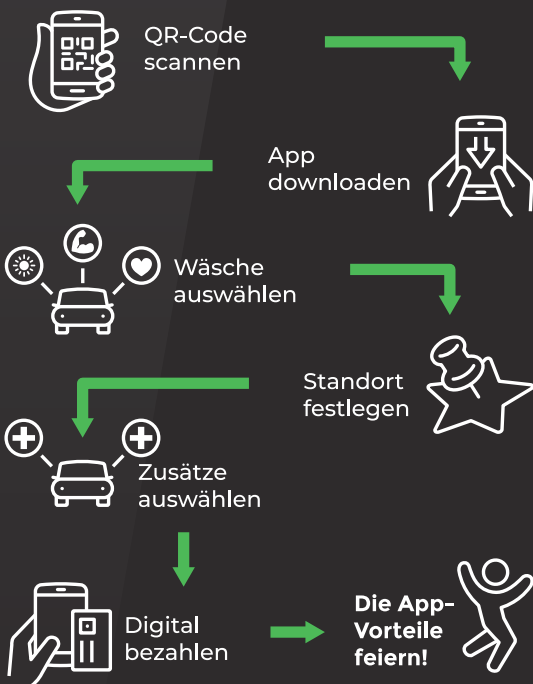 QR-Code
scannen
App
downloaden
Wäsche
auswählen
Standort
festlegen
Zusätze
auswählen
Digital
bezahlen
Die App-
Vorteile
feiern!